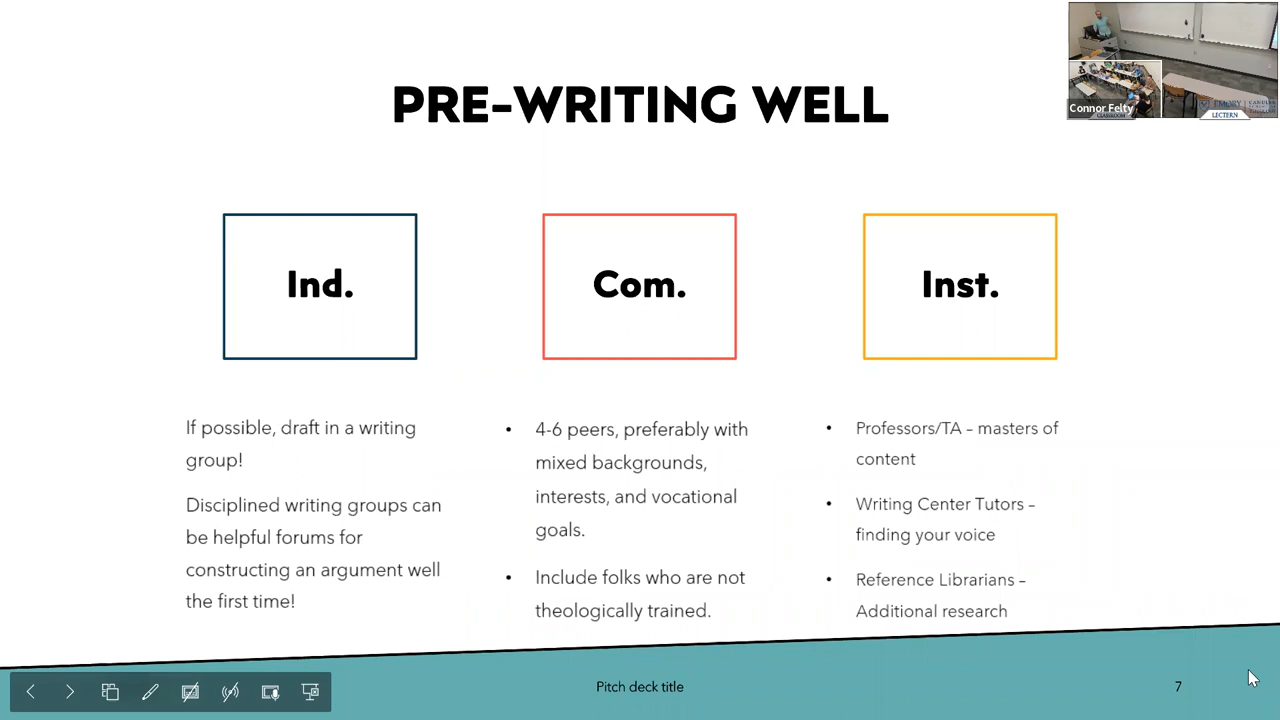 PRE-WRITING WELL
Connor Felty
CLASSROOM
EMORY
LECTERN
Ind.
Com.
Inst.
If possible, draft in a writing
group!
Disciplined writing groups can
be helpful forums for
constructing an argument well
the first time!
• 4-6 peers, preferably with
mixed backgrounds,
interests, and vocational
goals.
• Include folks who are not
theologically trained.
• Professors/TA – masters of
content
• Writing Center Tutors –
finding your voice
• Reference Librarians –
Additional research
Pitch deck title
7